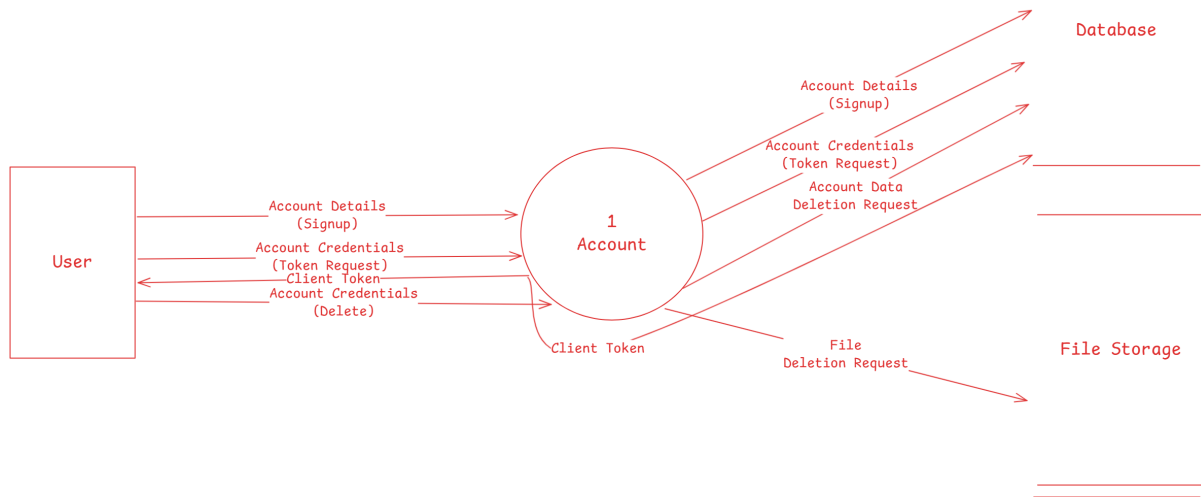 Database
Account Details
(Signup)
Account Credentials
(Token Request)
Account Data
Deletion Request
User
Account Details
(Signup)
Account Credentials
(Token Request)
Client Token
Account Credentials
(Delete)
1
Account
Client Token
File
Deletion Request
File Storage